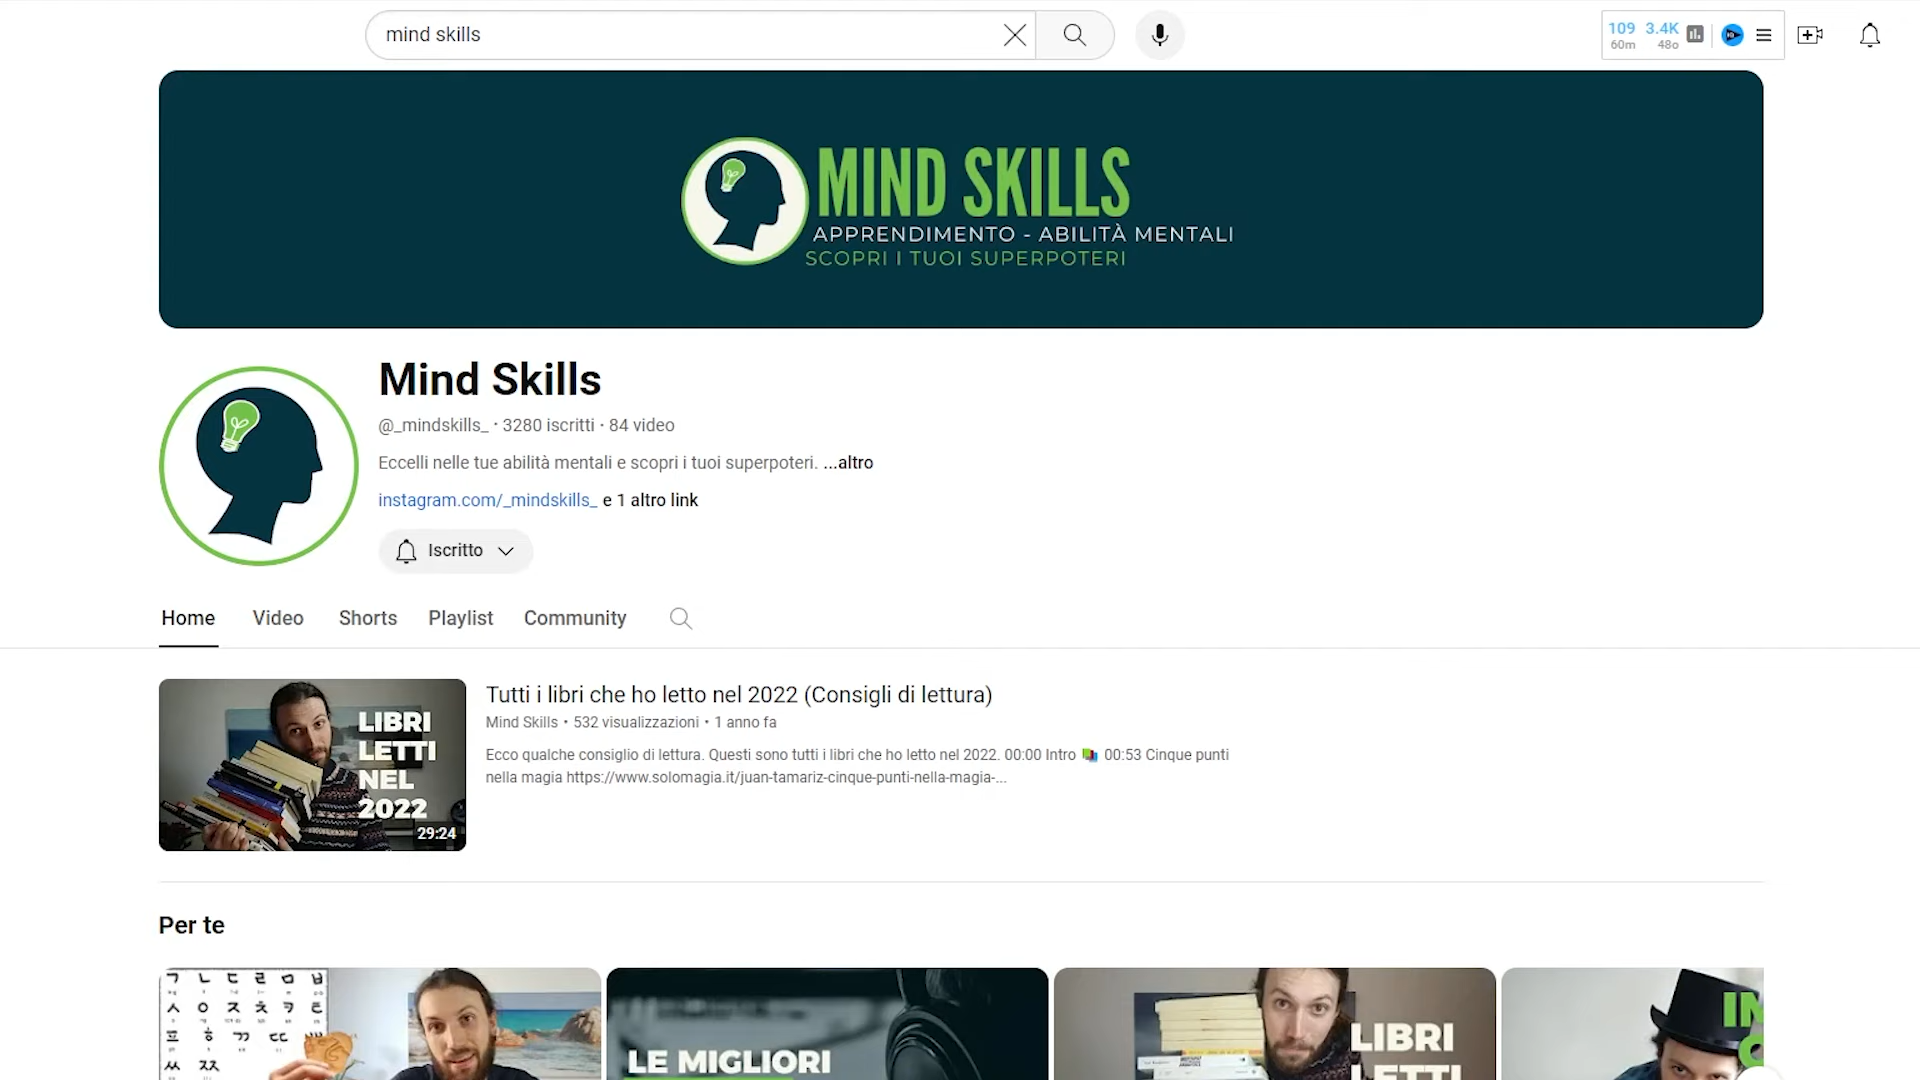 mind skills
109 3.4K
60m 48o
MIND SKILLS
APPRENDIMENTO - ABILITÀ MENTALI
SCOPRI I TUOI SUPERPOTERI
Mind Skills
@_mindskills_ · 3280 iscritti · 84 video
Eccelli nelle tue abilità mentali e scopri i tuoi superpoteri. ...altro
instagram.com/_mindskills_ e 1 altro link
Iscritto
Home Video Shorts Playlist Community
LIBRI
LETTI
NEL
2022
29:24
Tutti i libri che ho letto nel 2022 (Consigli di lettura)
Mind Skills • 532 visualizzazioni • 1 anno fa
Ecco qualche consiglio di lettura. Questi sono tutti i libri che ho letto nel 2022. 00:00 Intro 📚 00:53 Cinque punti
nella magia https://www.solomagia.it/juan-tamariz-cinque-punti-nella-magia-...
Per te
ㄱ ㄴ ㄷ ㄹ ㅁ ㅂ
ㅅ ㅇ ㅈ ㅊ ㅋ ㅌ
ㅍ ㅎ ㄲ ㄸ
ㅆ ㅉ
LE MIGLIORI
LIBRI
LETTI